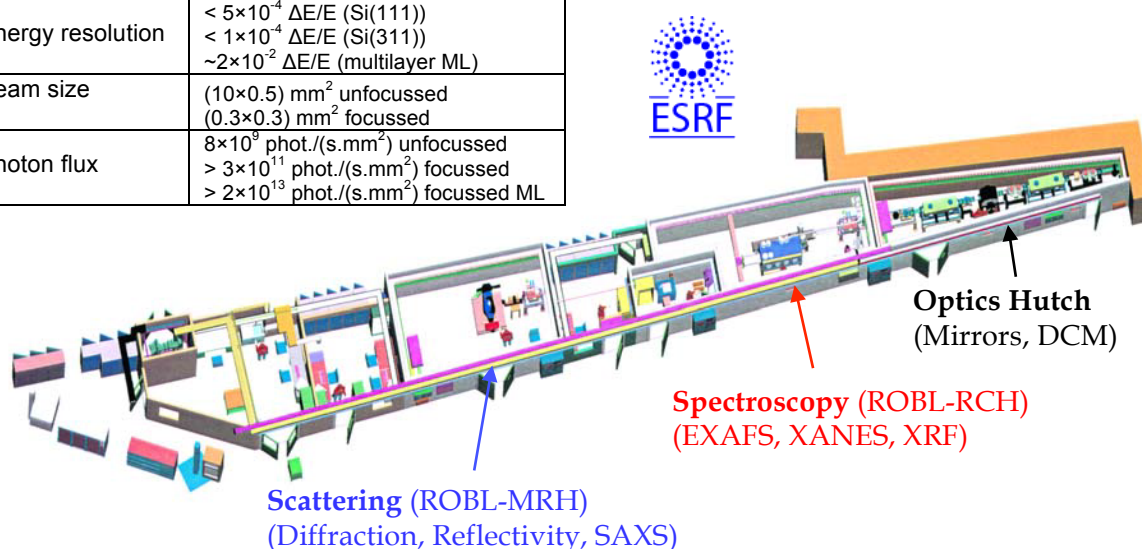 nergy resolution
< 5×10⁻⁴ ΔE/E (Si(111))
< 1×10⁻⁴ ΔE/E (Si(311))
~2×10⁻² ΔE/E (multilayer ML)
eam size
(10×0.5) mm² unfocussed
(0.3×0.3) mm² focussed
hoton flux
8×10⁹ phot./(s.mm²) unfocussed
> 3×10¹¹ phot./(s.mm²) focussed
> 2×10¹³ phot./(s.mm²) focussed ML
ESRF
Optics Hutch
(Mirrors, DCM)
Spectroscopy (ROBL-RCH)
(EXAFS, XANES, XRF)
Scattering (ROBL-MRH)
(Diffraction, Reflectivity, SAXS)